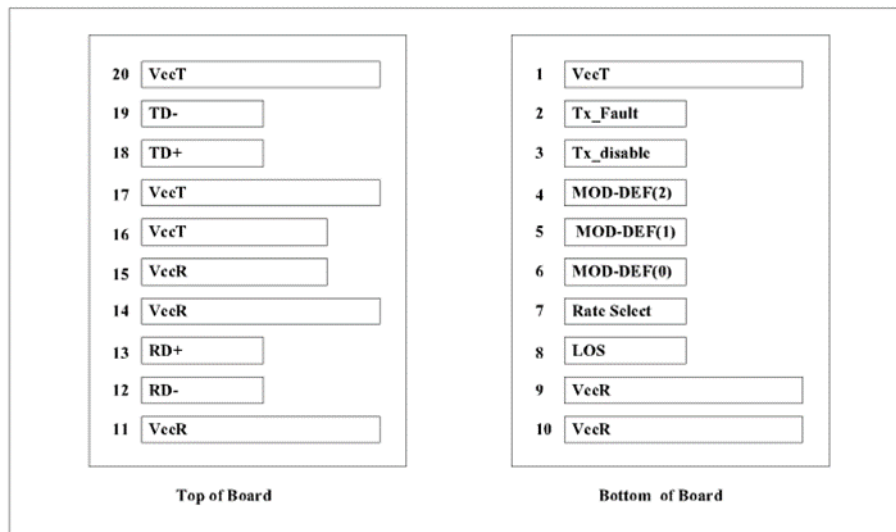 20 VeeT
19 TD-
18 TD+
17 VeeT
16 VccT
15 VccR
14 VeeR
13 RD+
12 RD-
11 VeeR
Top of Board
1 VeeT
2 Tx_Fault
3 Tx_disable
4 MOD-DEF(2)
5 MOD-DEF(1)
6 MOD-DEF(0)
7 Rate Select
8 LOS
9 VeeR
10 VeeR
Bottom of Board